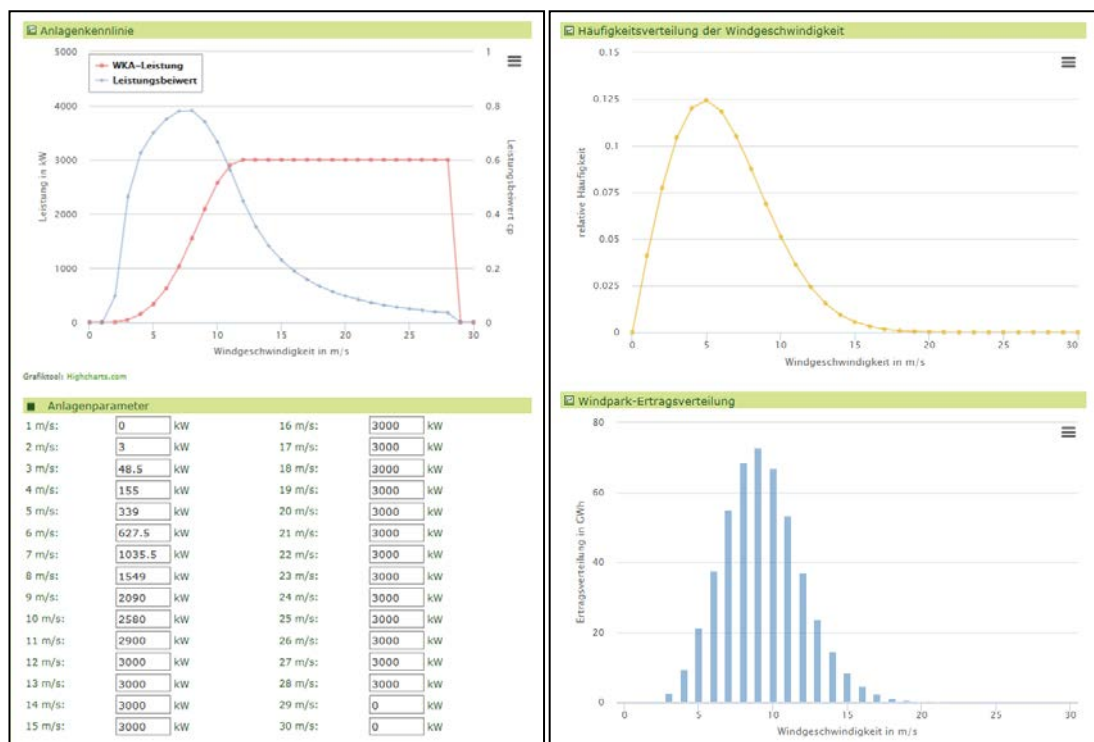 Anlagenkennlinie
5000
4000
3000
2000
1000
0
Leistung in kW
WKA-Leistung
Leistungsbeiwert
1
0.8
0.6
0.4
0.2
0
Leistungsbeiwert cp
0 5 10 15 20 25 30
Windgeschwindigkeit in m/s
Grafiktool: Highcharts.com
Anlagenparameter
1 m/s: 0 kW 16 m/s: 3000 kW
2 m/s: 3 kW 17 m/s: 3000 kW
3 m/s: 48.5 kW 18 m/s: 3000 kW
4 m/s: 155 kW 19 m/s: 3000 kW
5 m/s: 339 kW 20 m/s: 3000 kW
6 m/s: 627.5 kW 21 m/s: 3000 kW
7 m/s: 1035.5 kW 22 m/s: 3000 kW
8 m/s: 1549 kW 23 m/s: 3000 kW
9 m/s: 2090 kW 24 m/s: 3000 kW
10 m/s: 2580 kW 25 m/s: 3000 kW
11 m/s: 2900 kW 26 m/s: 3000 kW
12 m/s: 3000 kW 27 m/s: 3000 kW
13 m/s: 3000 kW 28 m/s: 3000 kW
14 m/s: 3000 kW 29 m/s: 0 kW
15 m/s: 3000 kW 30 m/s: 0 kW
Häufigkeitsverteilung der Windgeschwindigkeit
0.15
0.125
0.1
0.075
0.05
0.025
0
relative Häufigkeit
0 5 10 15 20 25 30
Windgeschwindigkeit in m/s
Windpark-Ertragsverteilung
80
60
40
20
0
Ertragsverteilung in GWh
0 5 10 15 20 25 30
Windgeschwindigkeit in m/s